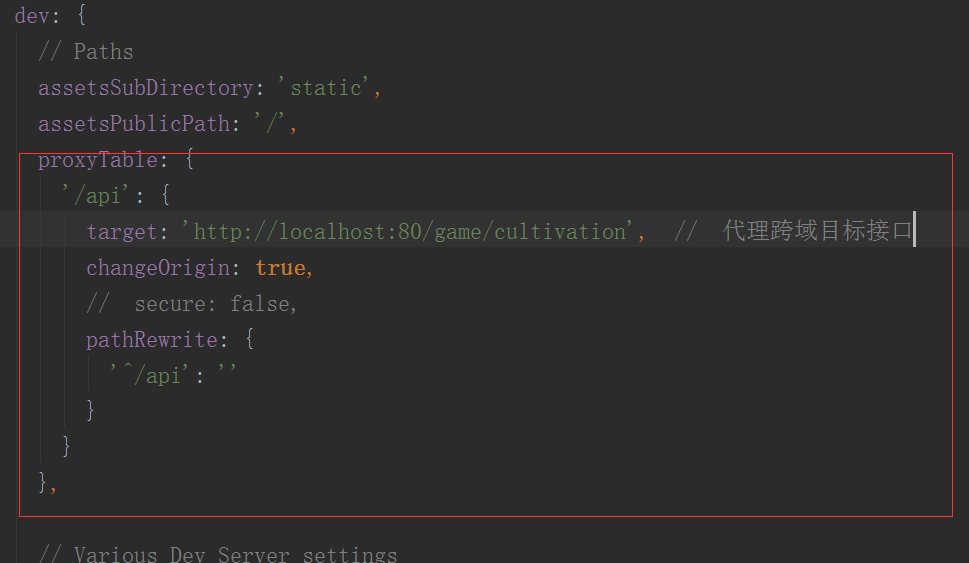 dev: {
// Paths
assetsSubDirectory: 'static',
assetsPublicPath: '/',
proxyTable: {
'/api': {
target: 'http://localhost:80/game/cultivation', // 代理跨域目标接口
changeOrigin: true,
// secure: false,
pathRewrite: {
'^/api': ''
}
}
},
// Various Dev Server settings